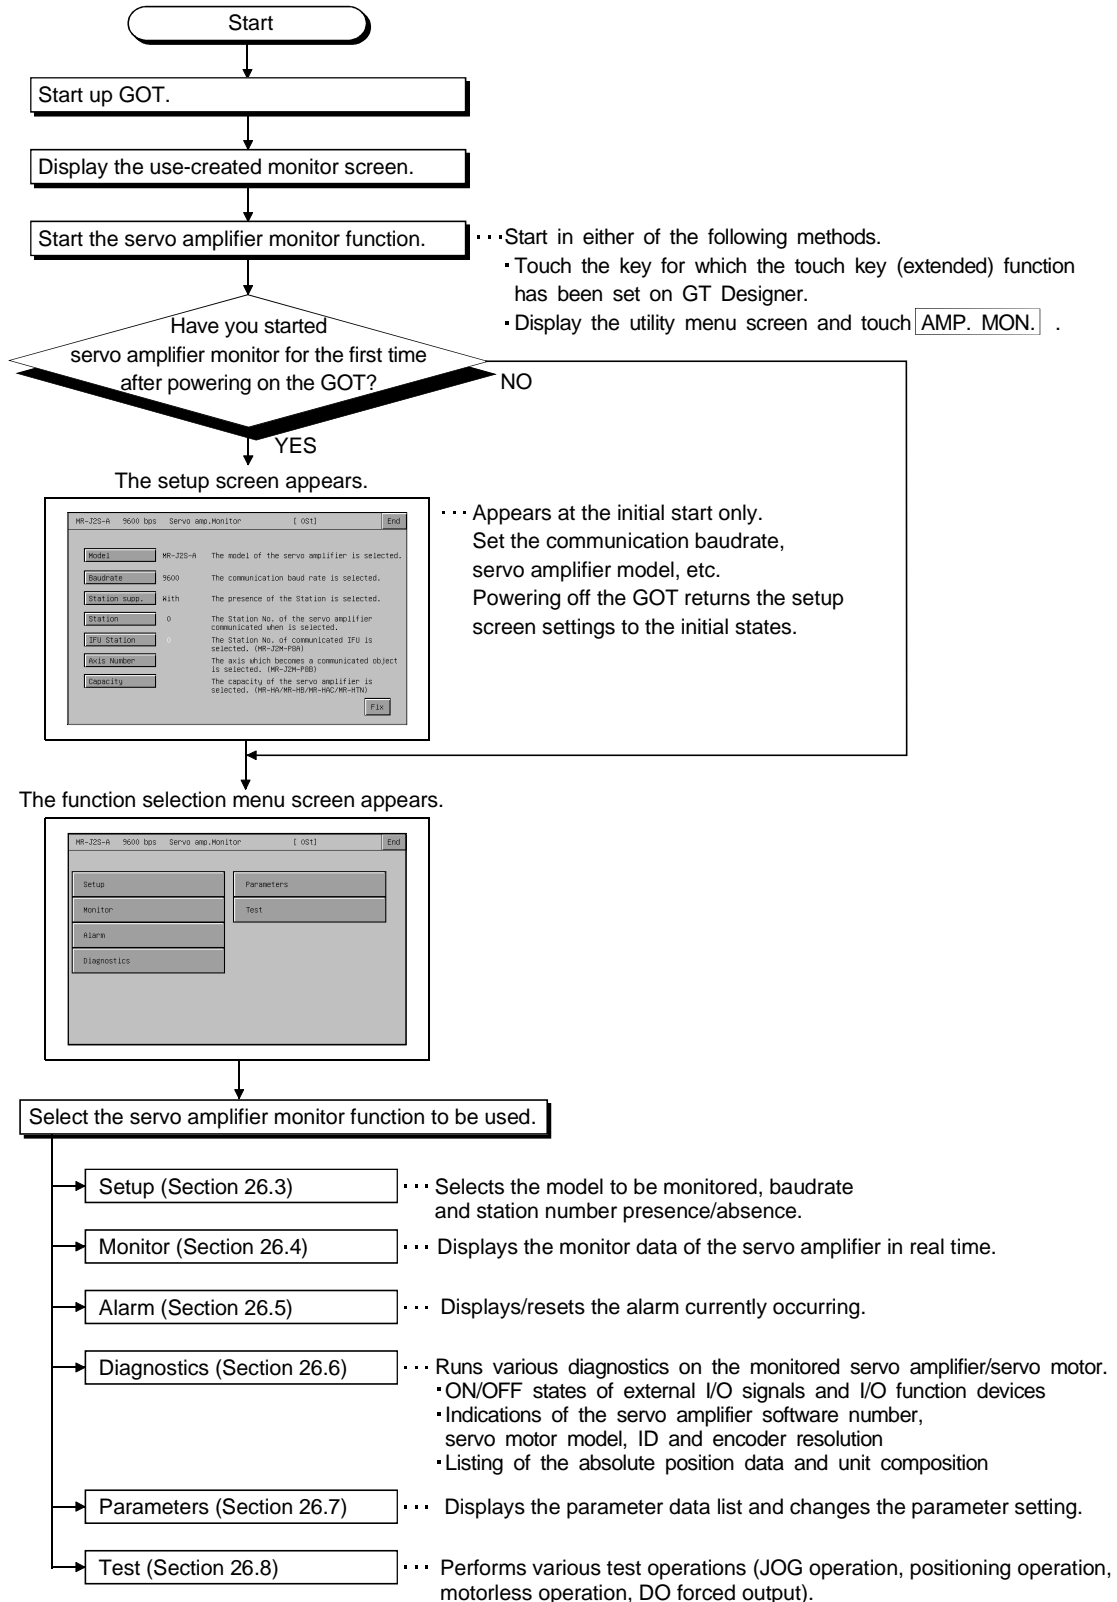 Start
Start up GOT.
Display the use-created monitor screen.
Start the servo amplifier monitor function.
···Start in either of the following methods.
·Touch the key for which the touch key (extended) function
has been set on GT Designer.
·Display the utility menu screen and touch AMP. MON. .
Have you started
servo amplifier monitor for the first time
after powering on the GOT?
NO
YES
The setup screen appears.
MR-J2S-A 9600 bps Servo amp.Monitor [ OSt] End
Model MR-J2S-A The model of the servo amplifier is selected.
Baudrate 9600 The communication baud rate is selected.
Station supp. With The presence of the Station is selected.
Station 0 The Station No. of the servo amplifier
communicated when is selected.
IFU Station 0 The Station No. of communicated IFU is
selected. (MR-J2M-P8A)
Axis Number The axis which becomes a communicated object
is selected. (MR-J2M-P8B)
Capacity The capacity of the servo amplifier is
selected. (MR-HA/MR-HB/MR-HAC/MR-HTN)
Fix
···Appears at the initial start only.
Set the communication baudrate,
servo amplifier model, etc.
Powering off the GOT returns the setup
screen settings to the initial states.
The function selection menu screen appears.
MR-J2S-A 9600 bps Servo amp.Monitor [ OSt] End
Setup Parameters
Monitor Test
Alarm
Diagnostics
Select the servo amplifier monitor function to be used.
Setup (Section 26.3) ··· Selects the model to be monitored, baudrate
and station number presence/absence.
Monitor (Section 26.4) ··· Displays the monitor data of the servo amplifier in real time.
Alarm (Section 26.5) ··· Displays/resets the alarm currently occurring.
Diagnostics (Section 26.6) ··· Runs various diagnostics on the monitored servo amplifier/servo motor.
·ON/OFF states of external I/O signals and I/O function devices
·Indications of the servo amplifier software number,
servo motor model, ID and encoder resolution
·Listing of the absolute position data and unit composition
Parameters (Section 26.7) ··· Displays the parameter data list and changes the parameter setting.
Test (Section 26.8) ··· Performs various test operations (JOG operation, positioning operation,
motorless operation, DO forced output).